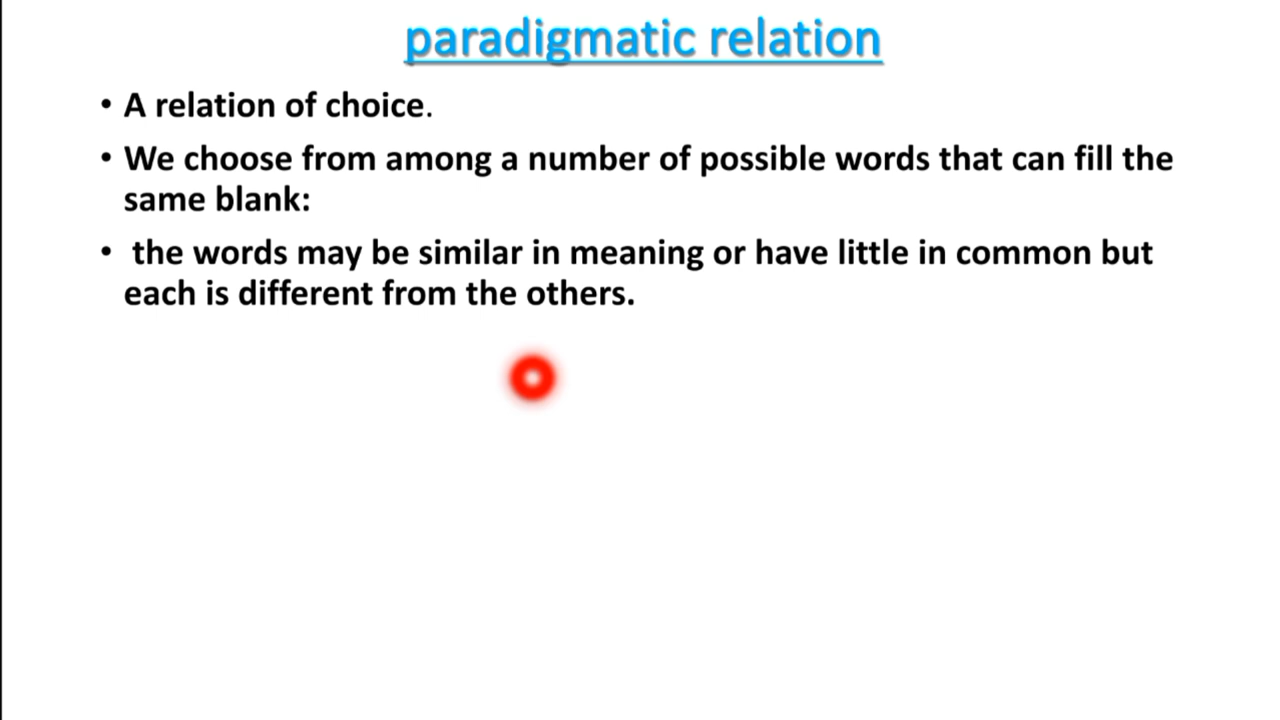 paradigmatic relation
• A relation of choice.
• We choose from among a number of possible words that can fill the
same blank:
• the words may be similar in meaning or have little in common but
each is different from the others.